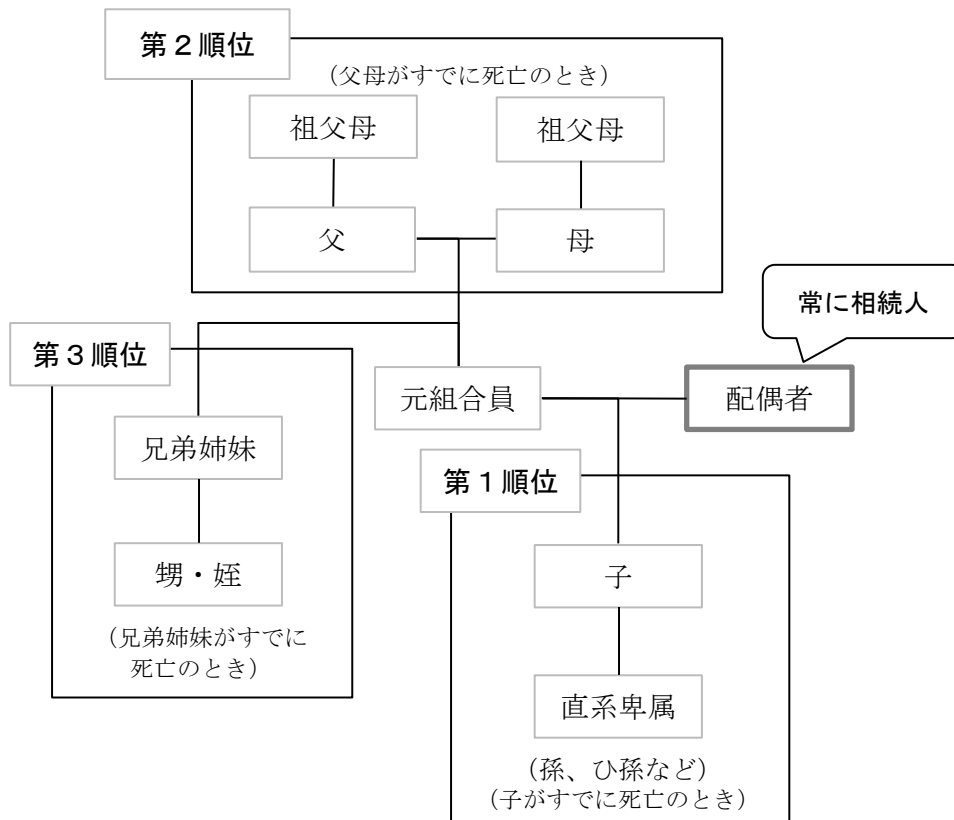 第２順位
（父母がすでに死亡のとき）
祖父母
祖父母
父
母
常に相続人
第３順位
元組合員
配偶者
兄弟姉妹
第１順位
甥・姪
子
（兄弟姉妹がすでに
死亡のとき）
直系卑属
（孫、ひ孫など）
（子がすでに死亡のとき）